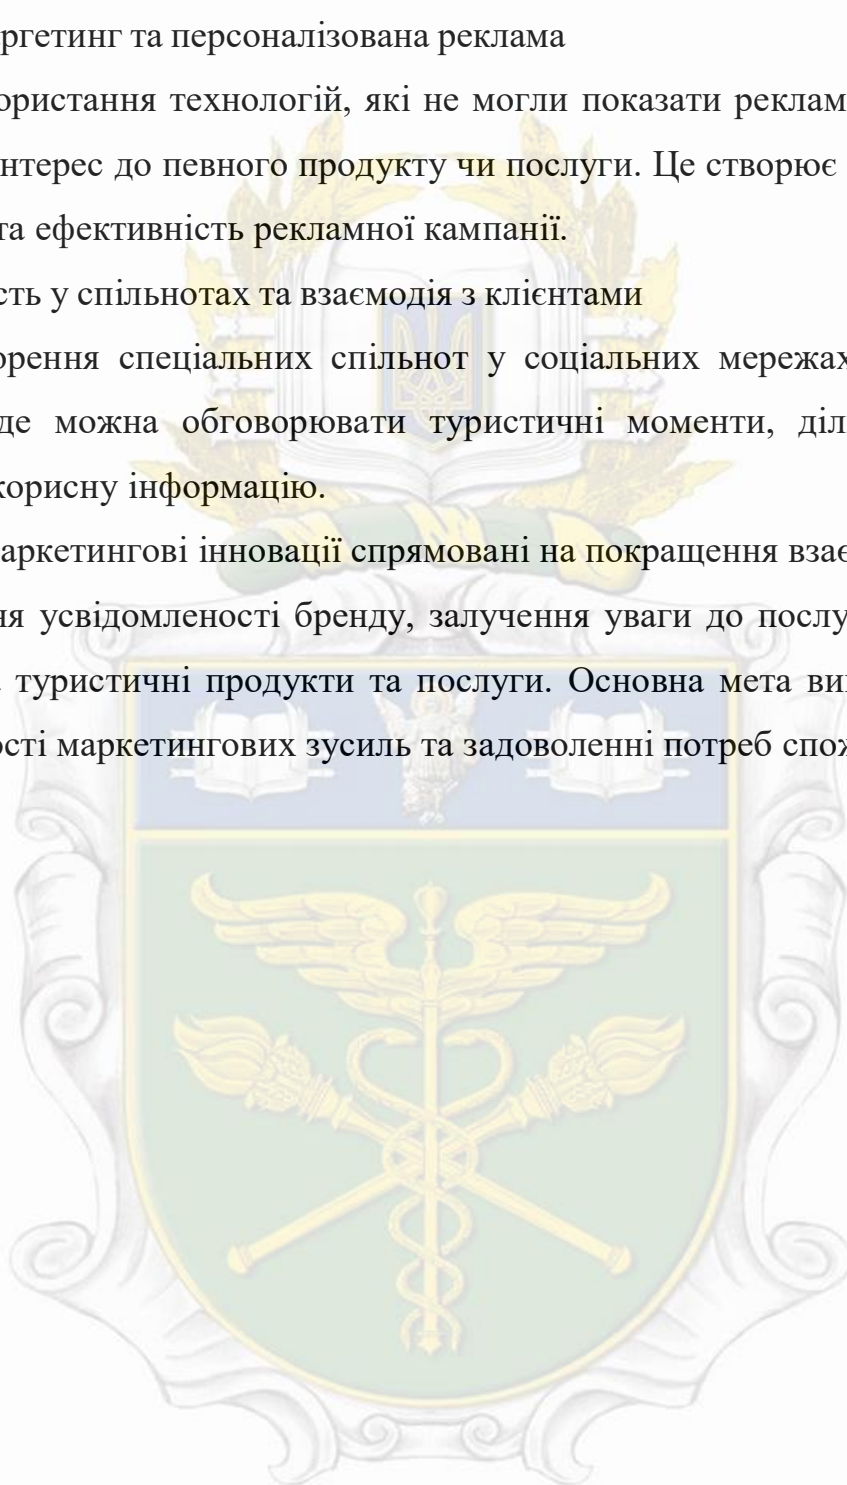 ргетинг та персоналізована реклама
ористання технологій, які не могли показати реклам
нтерес до певного продукту чи послуги. Це створює
та ефективність рекламної кампанії.
сть у спільнотах та взаємодія з клієнтами
орення спеціальних спільнот у соціальних мережах
де можна обговорювати туристичні моменти, діл
корисну інформацію.
аркетингові інновації спрямовані на покращення взає
ня усвідомленості бренду, залучення уваги до послу
туристичні продукти та послуги. Основна мета ви
ості маркетингових зусиль та задоволенні потреб спож